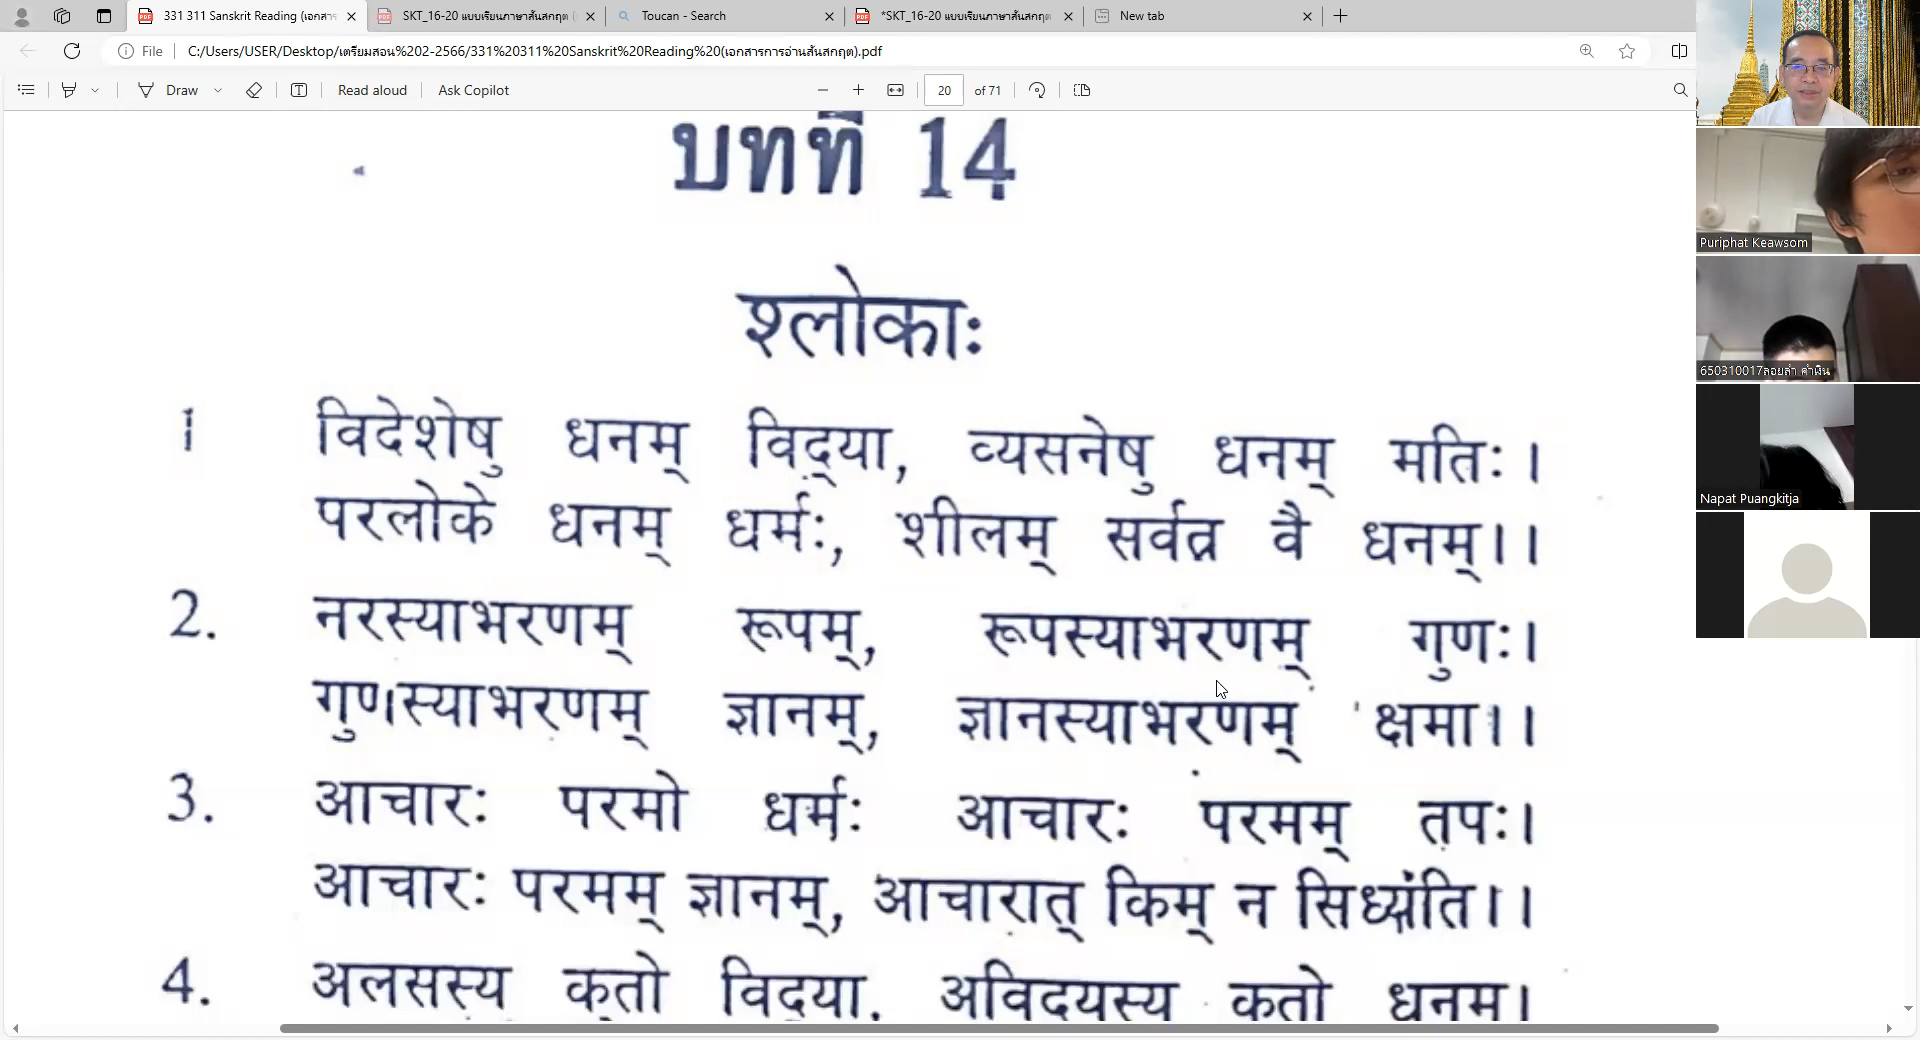 331 311 Sanskrit Reading (เอกสาร
SKT_16-20 แบบเรียนภาษาสันสกฤต
Toucan - Search
*SKT_16-20 แบบเรียนภาษาสันสกฤต
New tab
File
C:/Users/USER/Desktop/เตรียมสอน%202-2566/331%20311%20Sanskrit%20Reading%20(เอกสารการอ่านสันสกฤต).pdf
Draw
Read aloud
Ask Copilot
20 of 71
บทที่ 14
श्लोकाः
1 विदेशेषु धनम् विद्या, व्यसनेषु धनम् मतिः।
परलोके धनम् धर्मः, शीलम् सर्वत्र वै धनम्।।
2. नरस्याभरणम् रूपम्, रूपस्याभरणम् गुणः।
गुणस्याभरणम् ज्ञानम्, ज्ञानस्याभरणम् क्षमा।।
3. आचारः परमो धर्मः आचारः परमम् तपः।
आचारः परमम् ज्ञानम्, आचारात् किम् न सिध्यंति।।
4. अलसस्य कुतो विद्या, अविद्यस्य कुतो धनम्।
Puriphat Keawsom
650310017ลอยลำ คำฝน
Napat Puangkitja